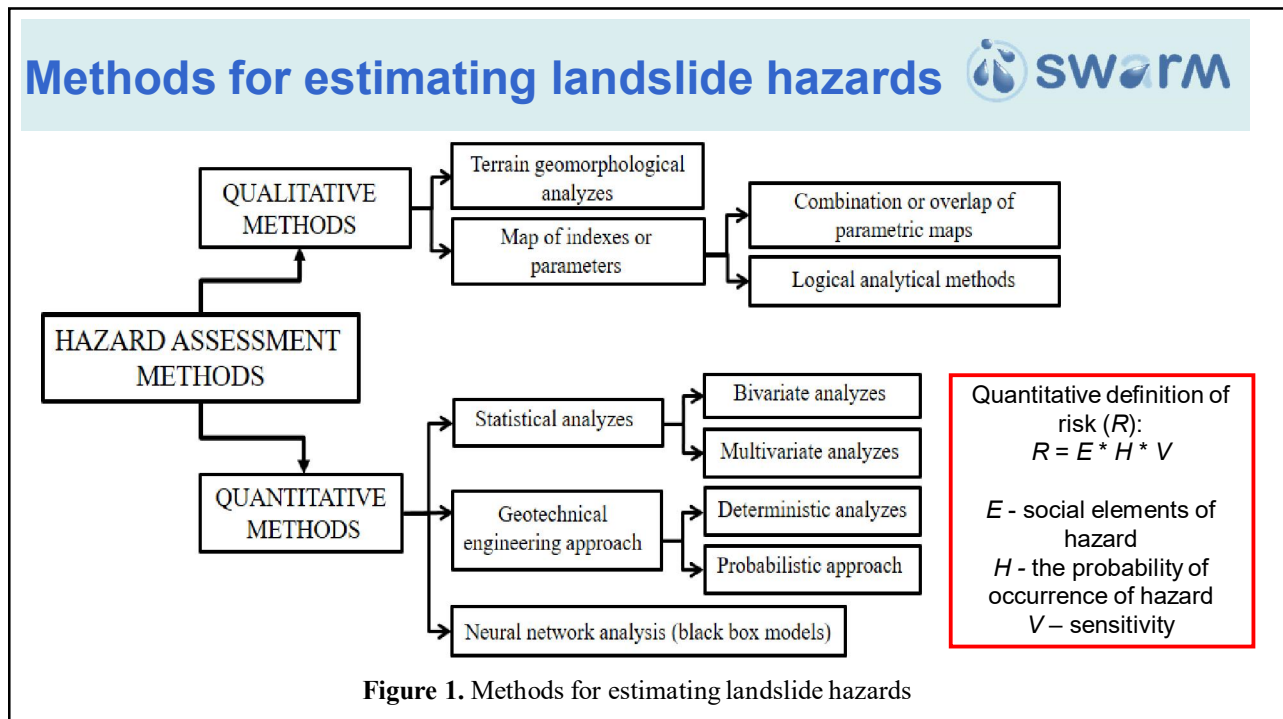 Methods for estimating landslide hazards
swarm
QUALITATIVE
METHODS
Terrain geomorphological
analyzes
Map of indexes or
parameters
Combination or overlap of
parametric maps
Logical analytical methods
HAZARD ASSESSMENT
METHODS
QUANTITATIVE
METHODS
Statistical analyzes
Bivariate analyzes
Multivariate analyzes
Geotechnical
engineering approach
Deterministic analyzes
Probabilistic approach
Neural network analysis (black box models)
Quantitative definition of
risk (R):
R = E * H * V
E - social elements of
hazard
H - the probability of
occurrence of hazard
V – sensitivity
Figure 1. Methods for estimating landslide hazards